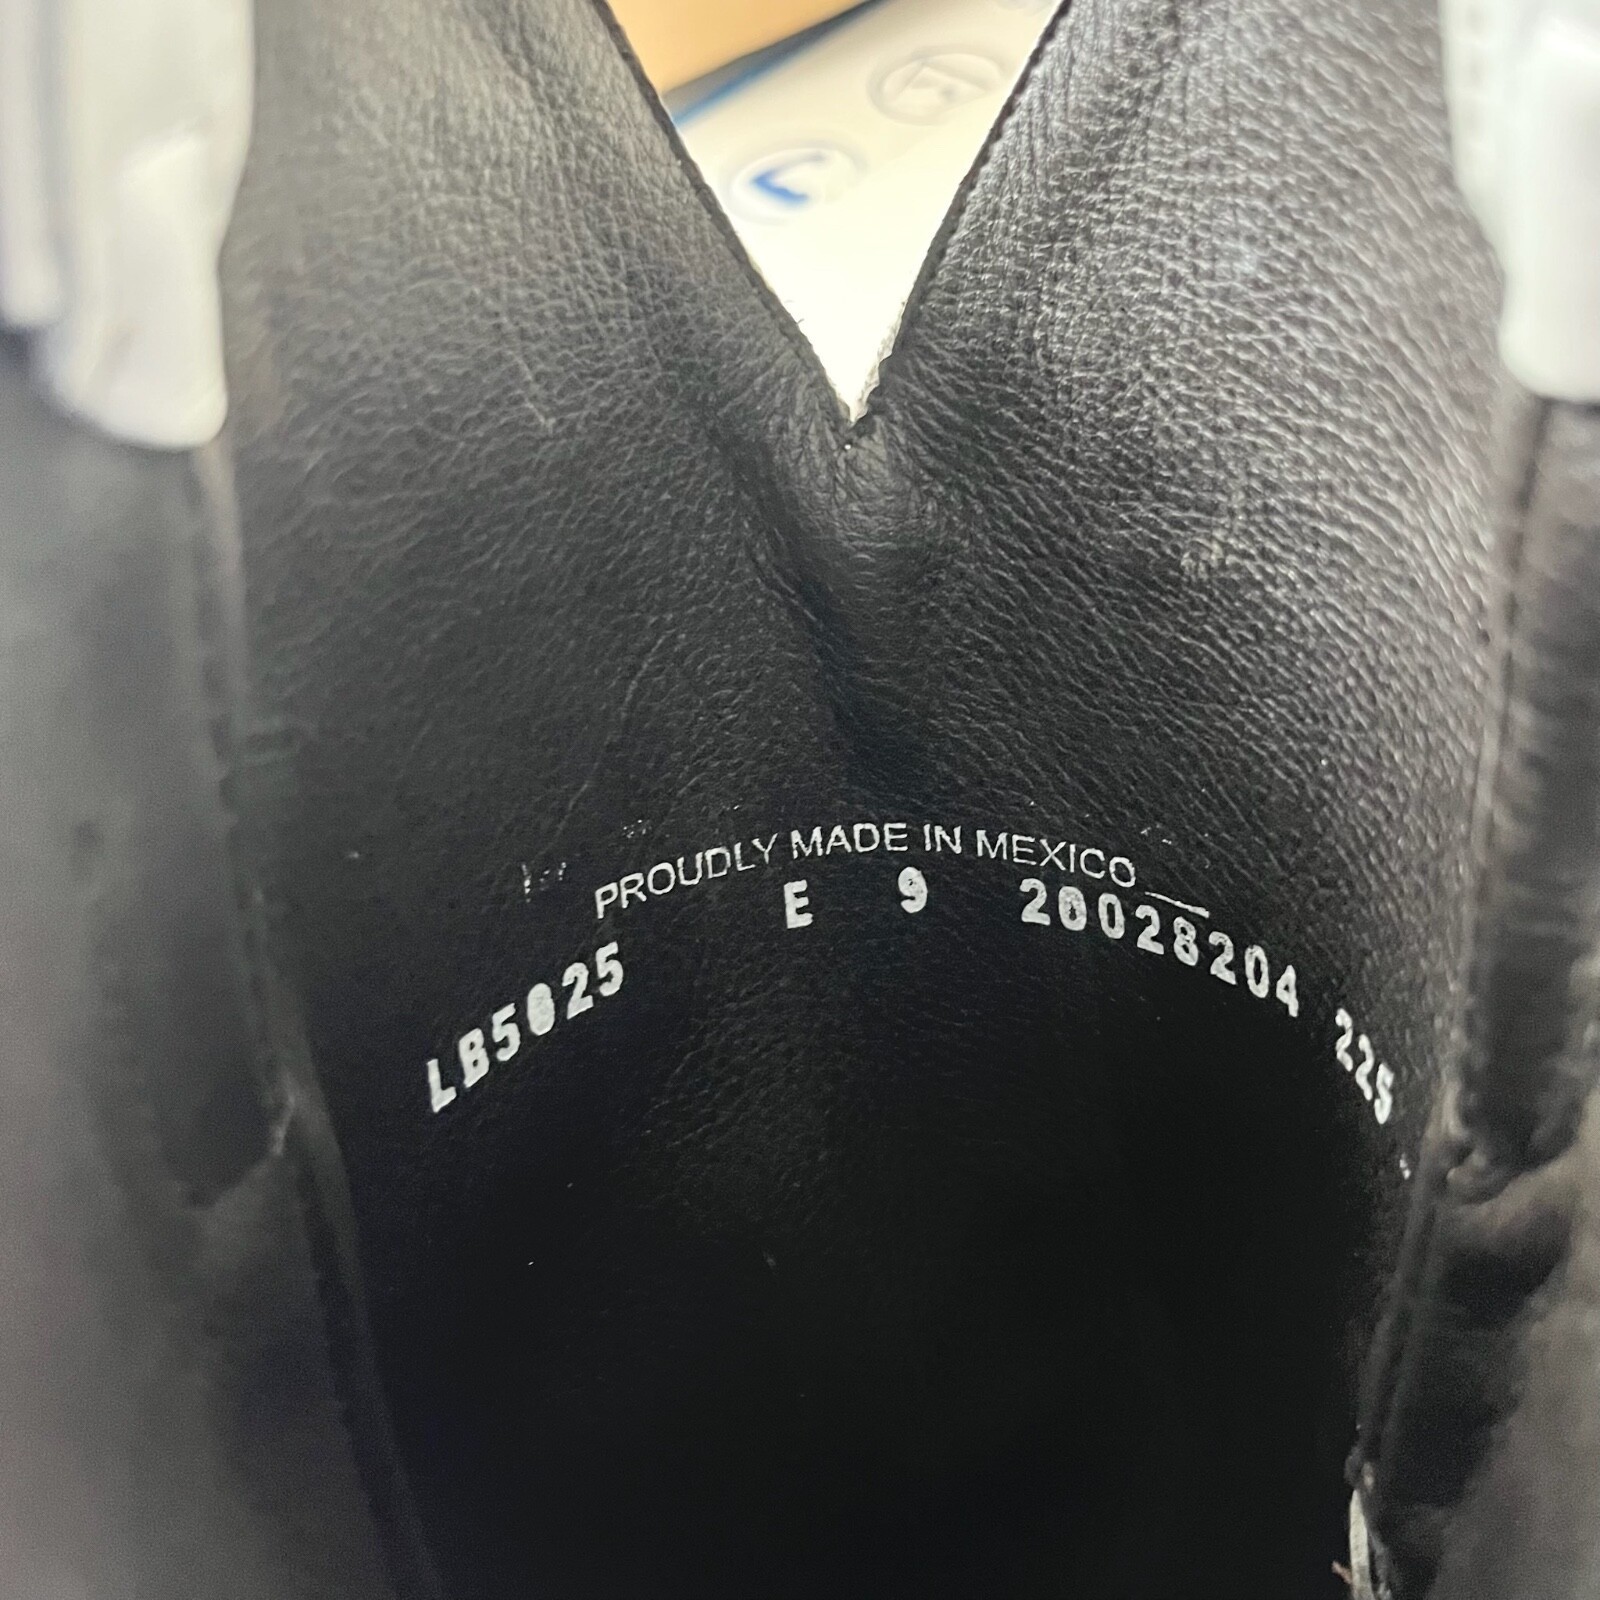 PROUDLY MADE IN MEXICO
LB5025 E 9 20028204 225